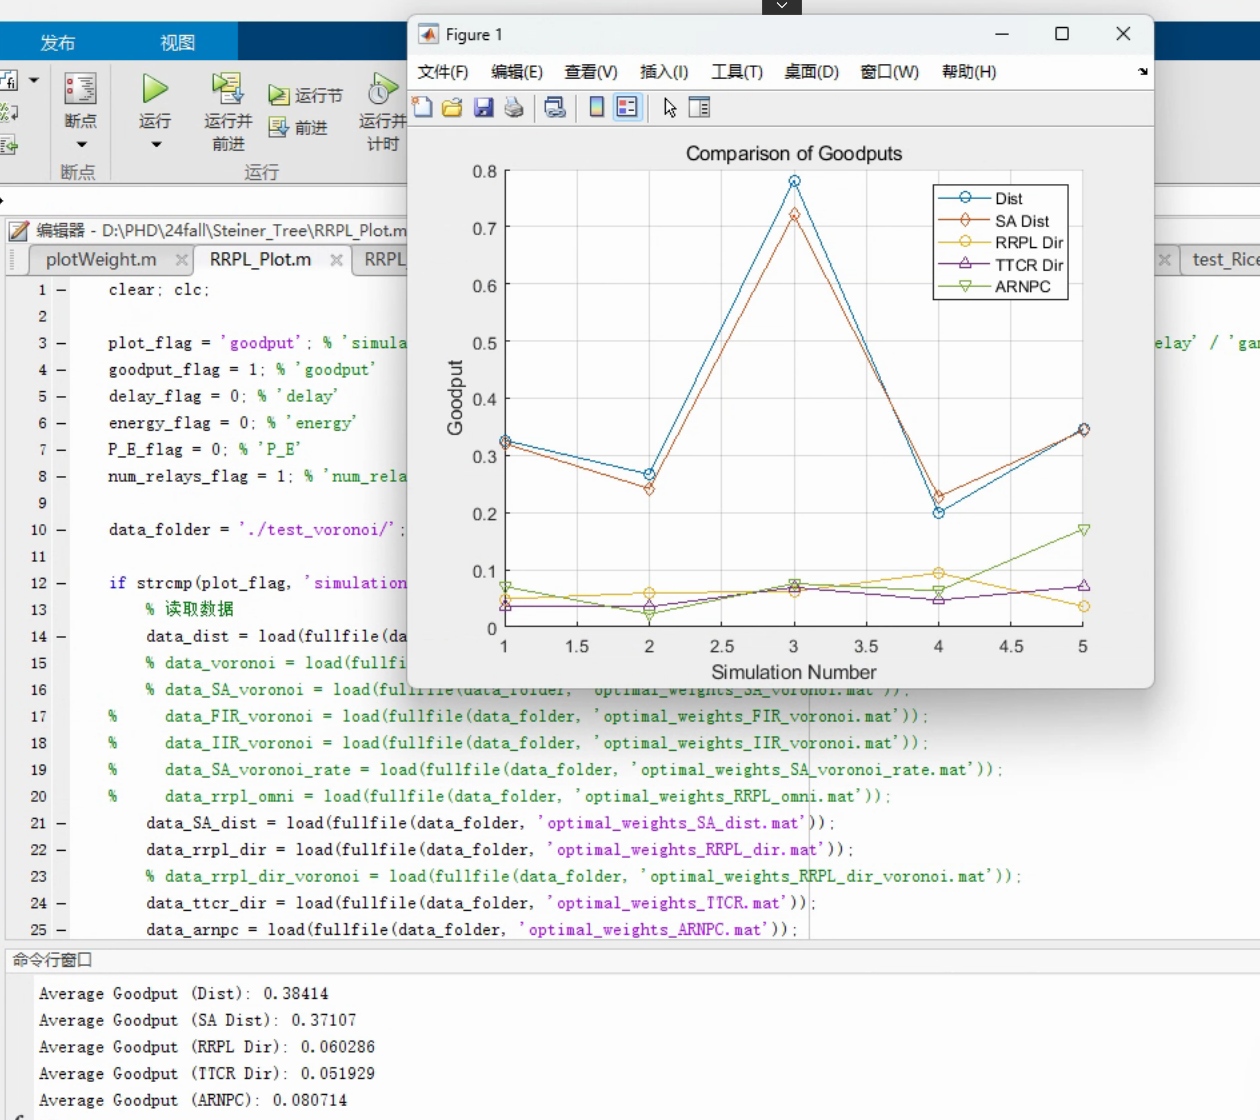 发布 视图
断点
运行
运行并
前进
运行节
前进
运行并
计时
断点
运行
Figure 1
文件(F) 编辑(E) 查看(V) 插入(I) 工具(T) 桌面(D) 窗口(W) 帮助(H)
Comparison of Goodputs
0.8
0.7
0.6
0.5
0.4
0.3
0.2
0.1
0
Goodput
1 1.5 2 2.5 3 3.5 4 4.5 5
Simulation Number
Dist
SA Dist
RRPL Dir
TTCR Dir
ARNPC
编辑器 - D:\PHD\24fall\Steiner_Tree\RRPL_Plot.m
plotWeight.m RRPL_Plot.m RRPL_ test_Rice
1 clear; clc;
2
3 plot_flag = 'goodput'; % 'simula elay' / 'gar
4 goodput_flag = 1; % 'goodput'
5 delay_flag = 0; % 'delay'
6 energy_flag = 0; % 'energy'
7 P_E_flag = 0; % 'P_E'
8 num_relays_flag = 1; % 'num_rela
9
10 data_folder = './test_voronoi/';
11
12 if strcmp(plot_flag, 'simulation
13 % 读取数据
14 data_dist = load(fullfile(da
15 % data_voronoi = load(fullfi
16 % data_SA_voronoi = load(fullfile(data_folder, 'optimal_weights_SA_voronoi.mat'));
17 % data_FIR_voronoi = load(fullfile(data_folder, 'optimal_weights_FIR_voronoi.mat'));
18 % data_IIR_voronoi = load(fullfile(data_folder, 'optimal_weights_IIR_voronoi.mat'));
19 % data_SA_voronoi_rate = load(fullfile(data_folder, 'optimal_weights_SA_voronoi_rate.mat'));
20 % data_rrpl_omni = load(fullfile(data_folder, 'optimal_weights_RRPL_omni.mat'));
21 data_SA_dist = load(fullfile(data_folder, 'optimal_weights_SA_dist.mat'));
22 data_rrpl_dir = load(fullfile(data_folder, 'optimal_weights_RRPL_dir.mat'));
23 % data_rrpl_dir_voronoi = load(fullfile(data_folder, 'optimal_weights_RRPL_dir_voronoi.mat'));
24 data_ttcr_dir = load(fullfile(data_folder, 'optimal_weights_TTCR.mat'));
25 data_arnpc = load(fullfile(data_folder, 'optimal_weights_ARNPC.mat'));
命令行窗口
Average Goodput (Dist): 0.38414
Average Goodput (SA Dist): 0.37107
Average Goodput (RRPL Dir): 0.060286
Average Goodput (TTCR Dir): 0.051929
Average Goodput (ARNPC): 0.080714